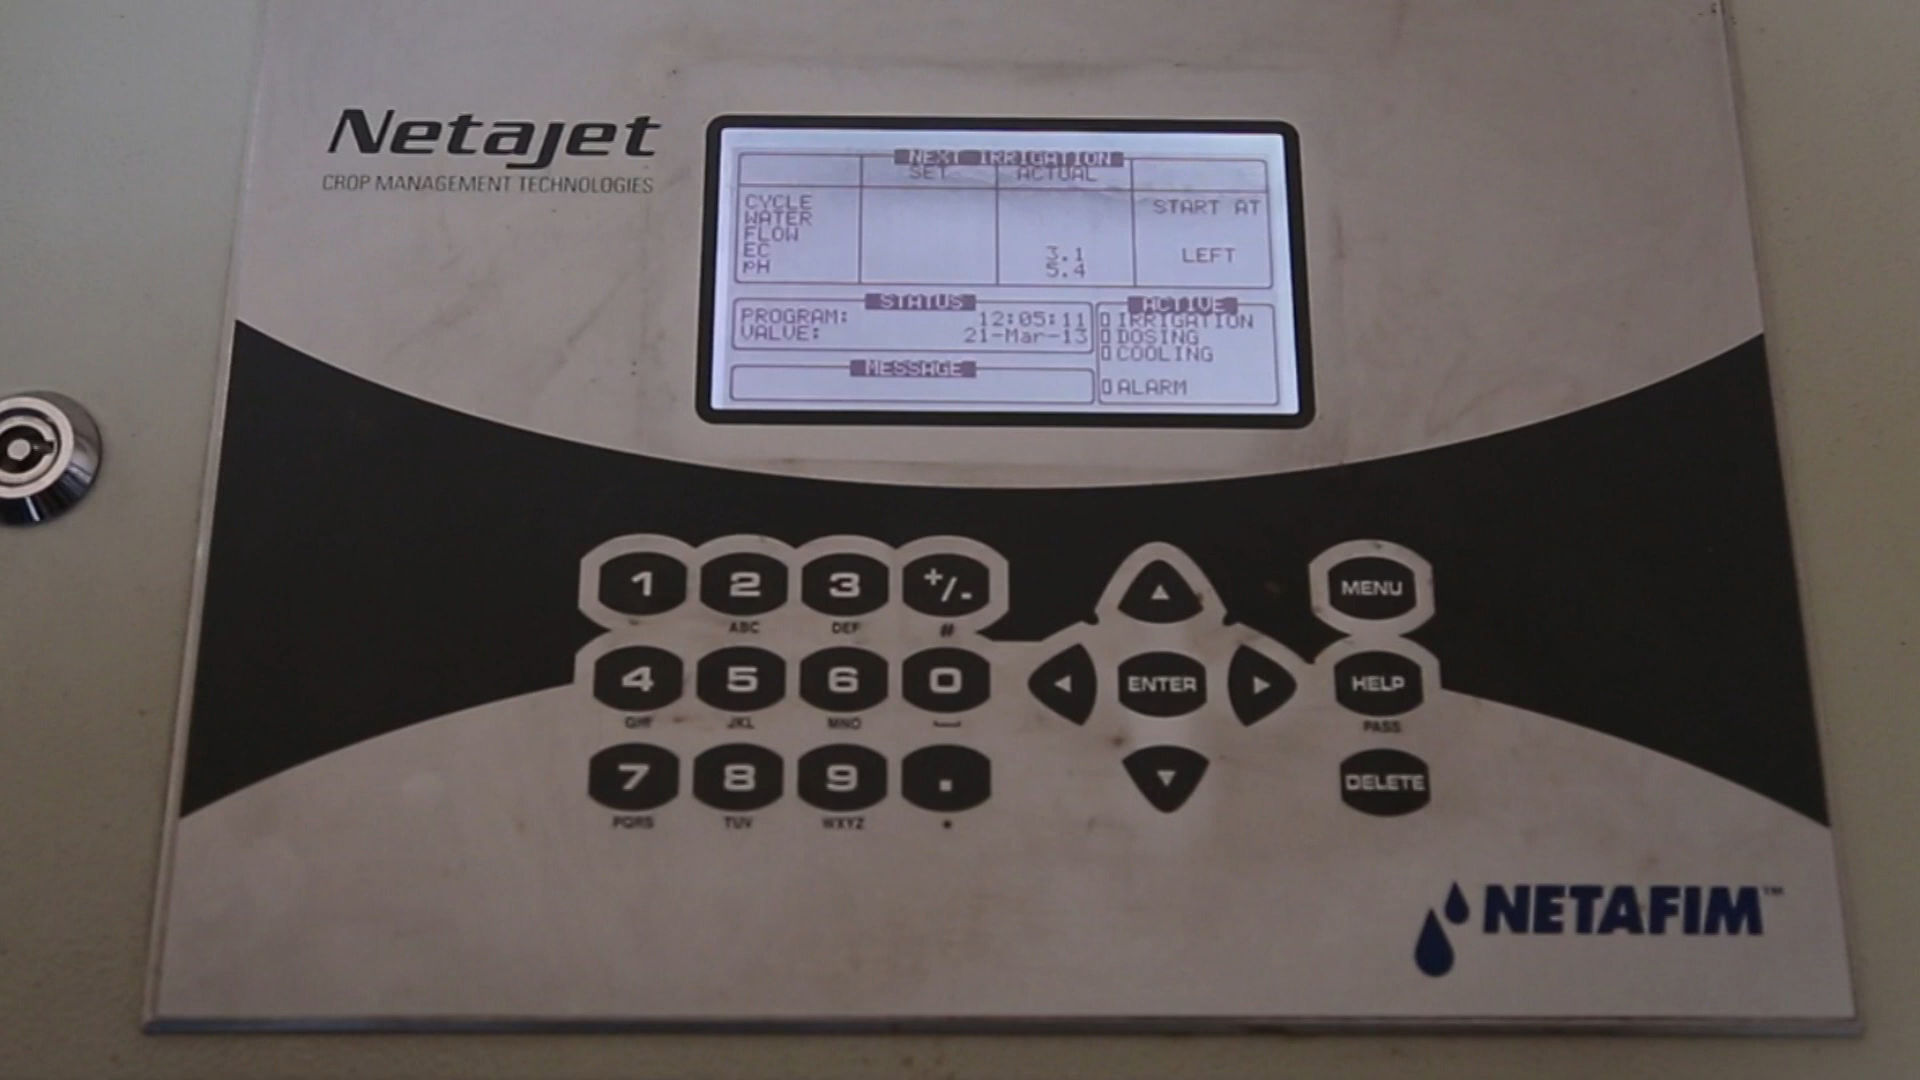 Netajet
CROP MANAGEMENT TECHNOLOGIES
NEXT IRRIGATION
SET ACTUAL
CYCLE START AT
WATER
FLOW
EC 3.1 LEFT
pH 5.4
STATUS
PROGRAM: 12:05:11
VALVE: 21-Mar-13
MESSAGE
ACTIVE
IRRIGATION
DOSING
COOLING
ALARM
1 2 3 +/-
ABC DEF #
MENU
4 5 6 0
GHI JKL MNO
ENTER
HELP
PASS
7 8 9 .
PQRS TUV WXYZ *
DELETE
NETAFIM™